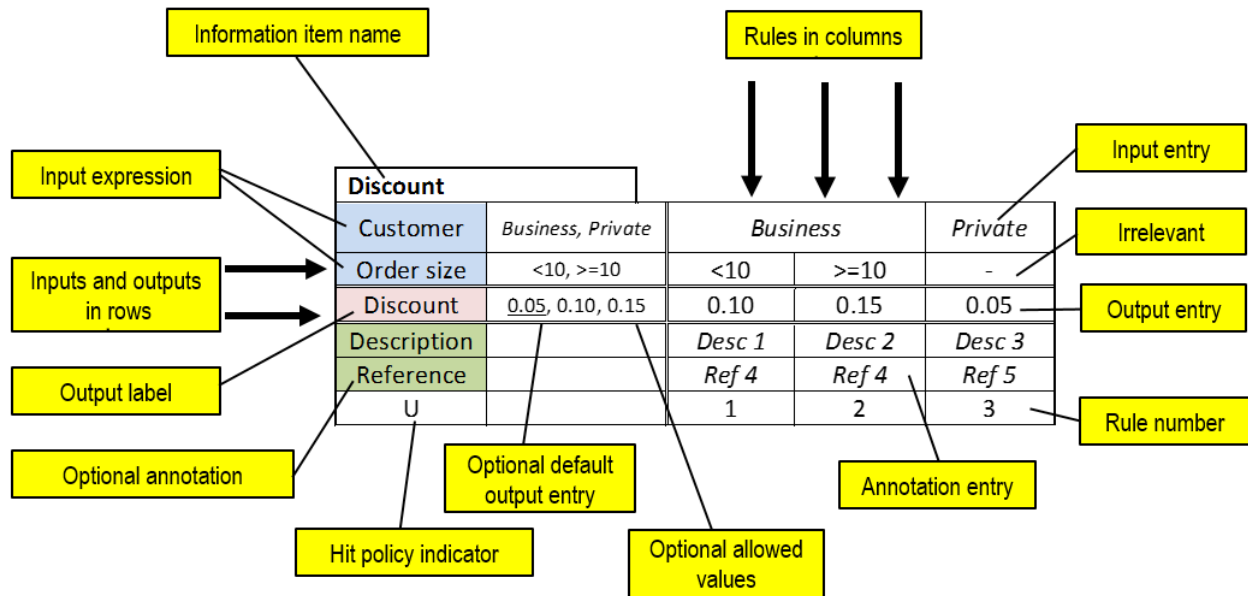 Information item name
Rules in columns
Input expression
Input entry
Discount
Customer Business, Private Business Private
Irrelevant
Order size <10, >=10 <10 >=10 -
Inputs and outputs
in rows
Discount 0.05, 0.10, 0.15 0.10 0.15 0.05
Output entry
Description Desc 1 Desc 2 Desc 3
Output label
Reference Ref 4 Ref 4 Ref 5
U 1 2 3
Rule number
Optional annotation
Optional default
output entry
Annotation entry
Hit policy indicator
Optional allowed
values